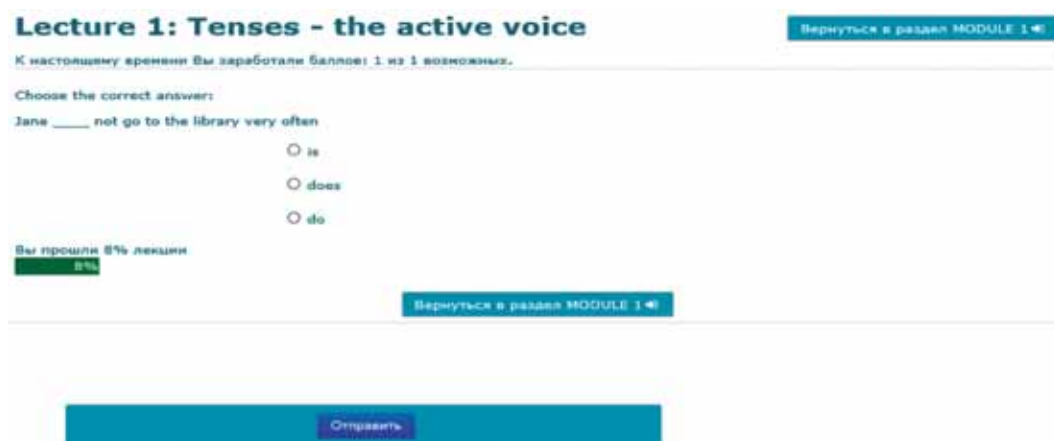 Lecture 1: Tenses - the active voice
Вернуться в раздел MODULE 1
К настоящему времени Вы заработали баллов: 1 из 1 возможных.
Choose the correct answer:
Jane ____ not go to the library very often
is
does
do
Вы прошли 8% лекции
8%
Вернуться в раздел MODULE 1
Отправить